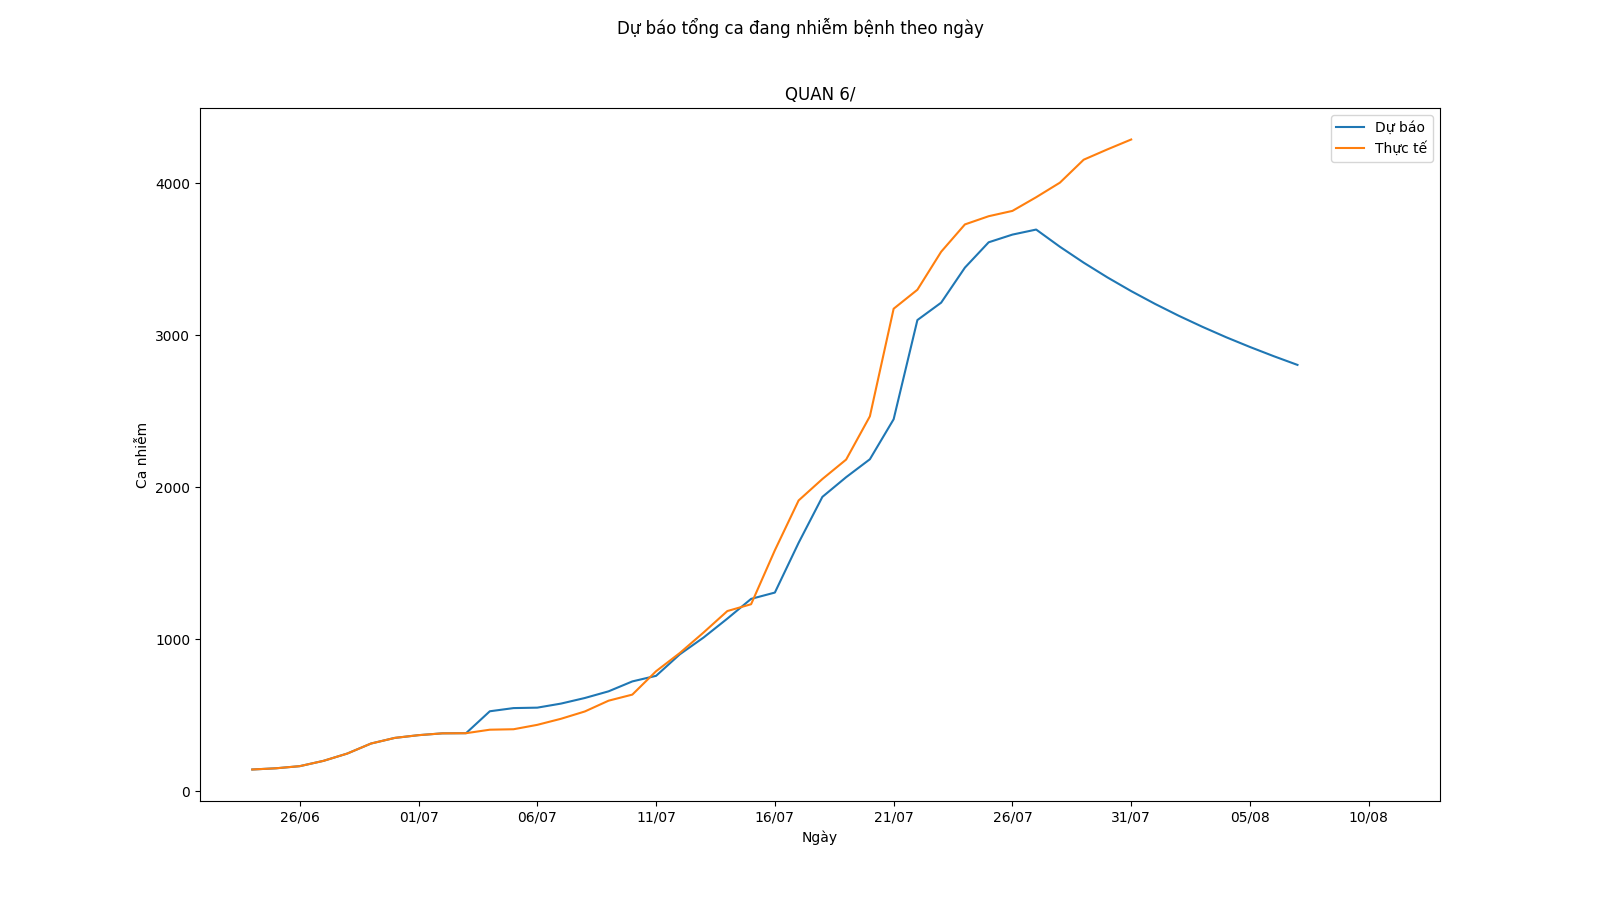 Dự báo tổng ca đang nhiễm bệnh theo ngày
QUAN 6/
Dự báo
Thực tế
4000
3000
2000
1000
0
Ca nhiễm
26/06
01/07
06/07
11/07
16/07
21/07
26/07
31/07
05/08
10/08
Ngày